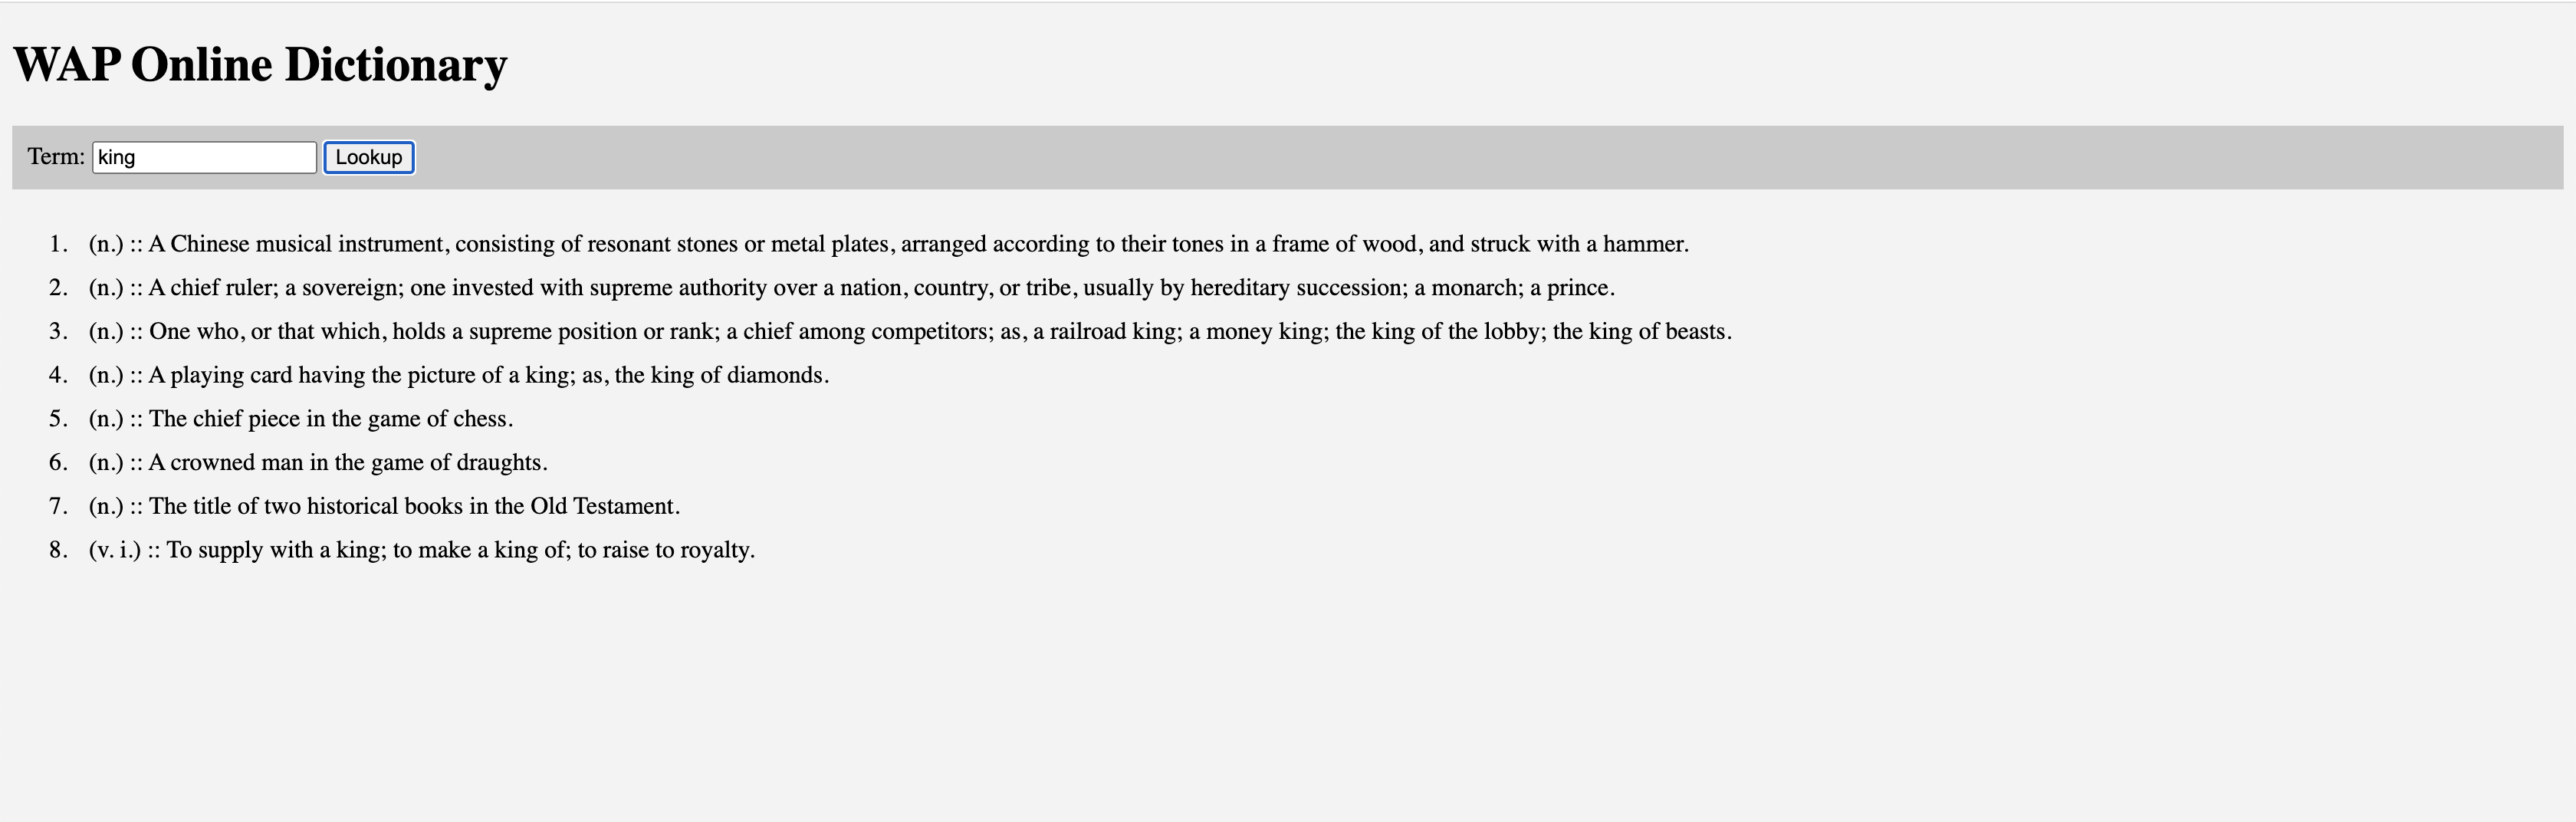 WAP Online Dictionary
Term: king Lookup
1. (n.) :: A Chinese musical instrument, consisting of resonant stones or metal plates, arranged according to their tones in a frame of wood, and struck with a hammer.
2. (n.) :: A chief ruler; a sovereign; one invested with supreme authority over a nation, country, or tribe, usually by hereditary succession; a monarch; a prince.
3. (n.) :: One who, or that which, holds a supreme position or rank; a chief among competitors; as, a railroad king; a money king; the king of the lobby; the king of beasts.
4. (n.) :: A playing card having the picture of a king; as, the king of diamonds.
5. (n.) :: The chief piece in the game of chess.
6. (n.) :: A crowned man in the game of draughts.
7. (n.) :: The title of two historical books in the Old Testament.
8. (v. i.) :: To supply with a king; to make a king of; to raise to royalty.